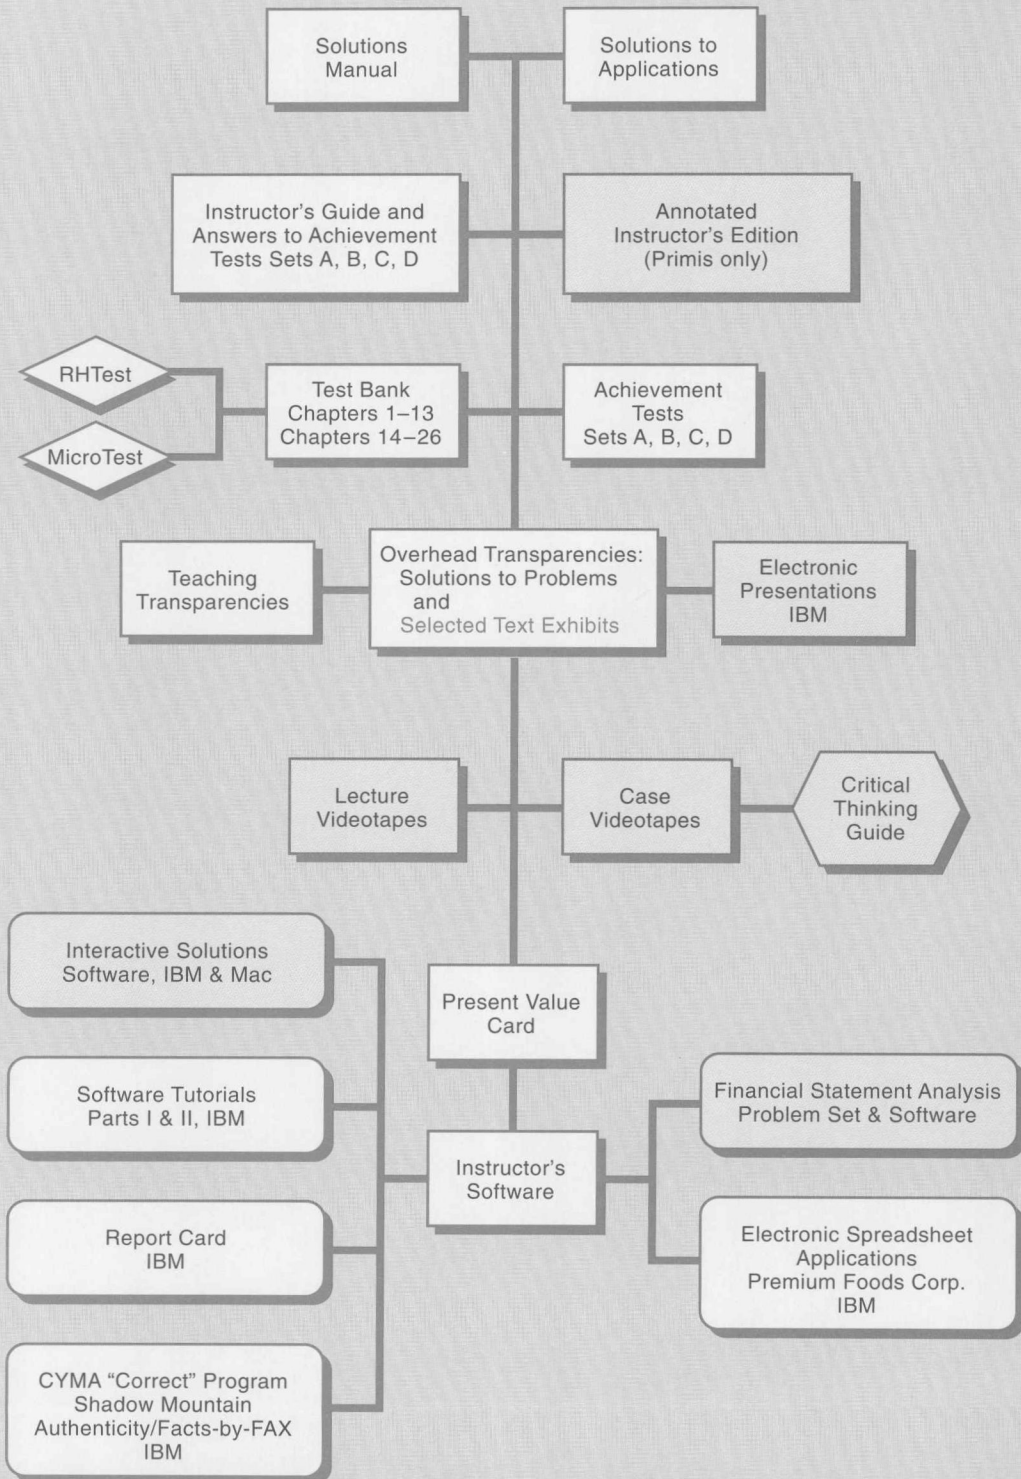 Solutions
Manual
Solutions to
Applications
Instructor's Guide and
Answers to Achievement
Tests Sets A, B, C, D
Annotated
Instructor's Edition
(Primis only)
RHTest
MicroTest
Test Bank
Chapters 1–13
Chapters 14–26
Achievement
Tests
Sets A, B, C, D
Teaching
Transparencies
Overhead Transparencies:
Solutions to Problems
and
Selected Text Exhibits
Electronic
Presentations
IBM
Lecture
Videotapes
Case
Videotapes
Critical
Thinking
Guide
Interactive Solutions
Software, IBM & Mac
Software Tutorials
Parts I & II, IBM
Report Card
IBM
CYMA “Correct” Program
Shadow Mountain
Authenticity/Facts-by-FAX
IBM
Present Value
Card
Instructor's
Software
Financial Statement Analysis
Problem Set & Software
Electronic Spreadsheet
Applications
Premium Foods Corp.
IBM